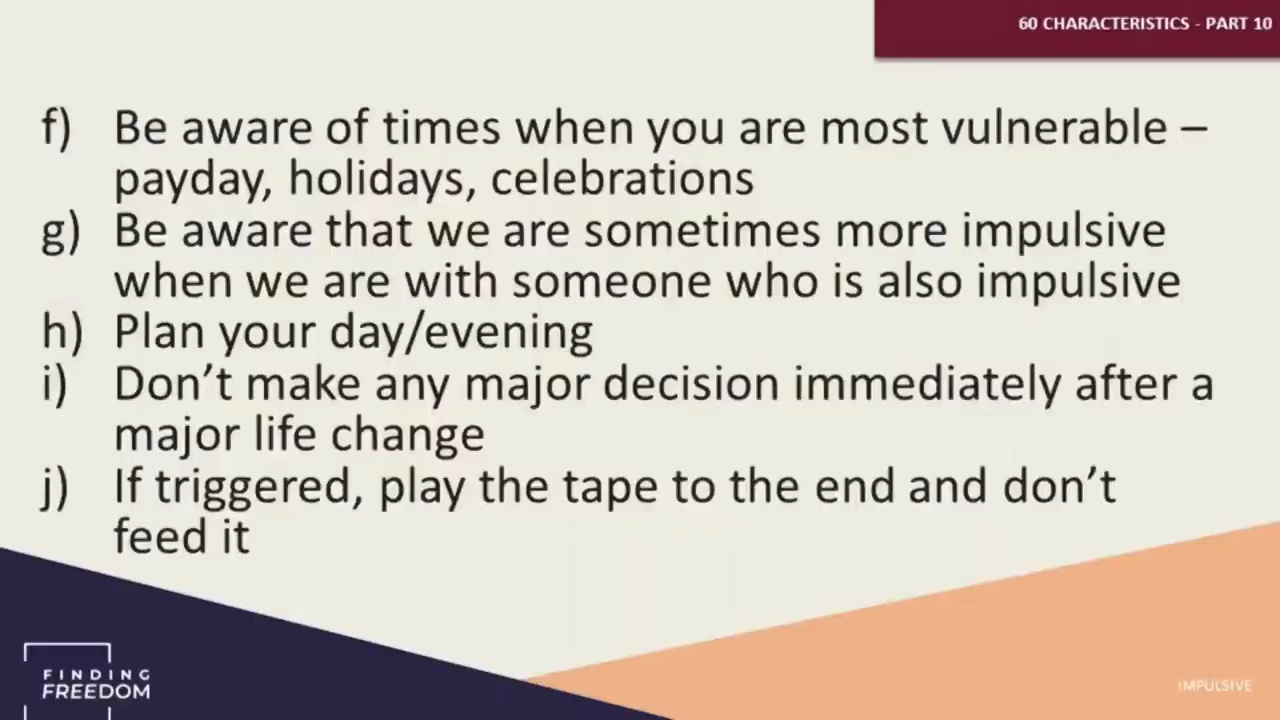 60 CHARACTERISTICS - PART 10
f) Be aware of times when you are most vulnerable –
payday, holidays, celebrations
g) Be aware that we are sometimes more impulsive
when we are with someone who is also impulsive
h) Plan your day/evening
i) Don’t make any major decision immediately after a
major life change
j) If triggered, play the tape to the end and don’t
feed it
FINDING
FREEDOM
IMPULSIVE